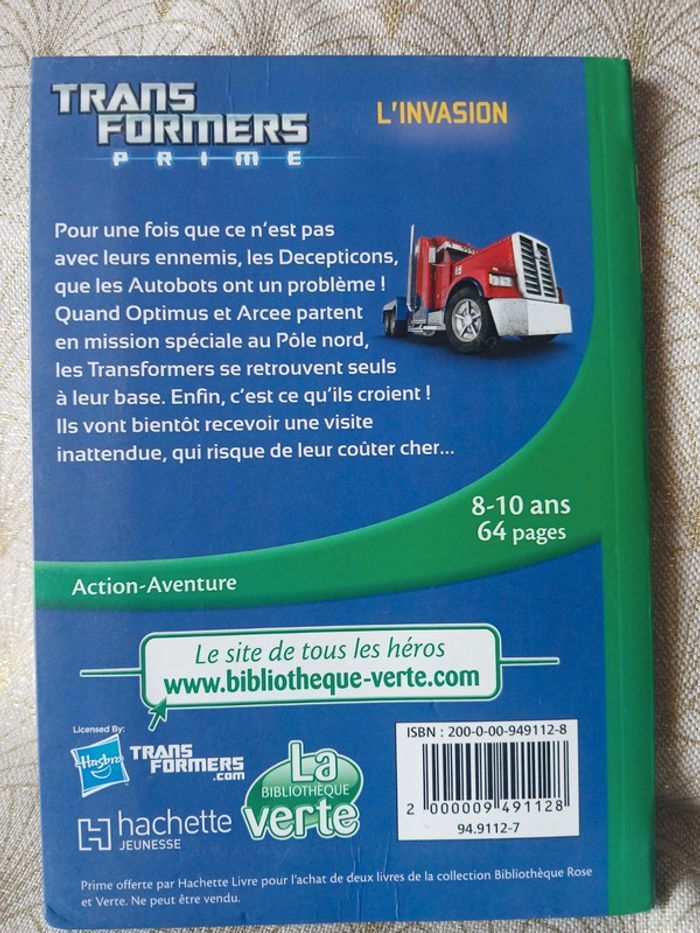 TRANS
FORMERS
PRIME
L'INVASION
Pour une fois que ce n'est pas
avec leurs ennemis, les Decepticons,
que les Autobots ont un problème !
Quand Optimus et Arcee partent
en mission spéciale au Pôle nord,
les Transformers se retrouvent seuls
à leur base. Enfin, c'est ce qu'ils croient !
Ils vont bientôt recevoir une visite
inattendue, qui risque de leur coûter cher...
8-10 ans
64 pages
Action-Aventure
Le site de tous les héros
www.bibliotheque-verte.com
Licensed By:
Hasbro
TRANS
FORMERS
.com
hachette
JEUNESSE
La
BIBLIOTHÈQUE
verte
ISBN : 200-0-00-949112-8
2 000009 491128
94.9112-7
Prime offerte par Hachette Livre pour l'achat de deux livres de la collection Bibliothèque Rose
et Verte. Ne peut être vendu.